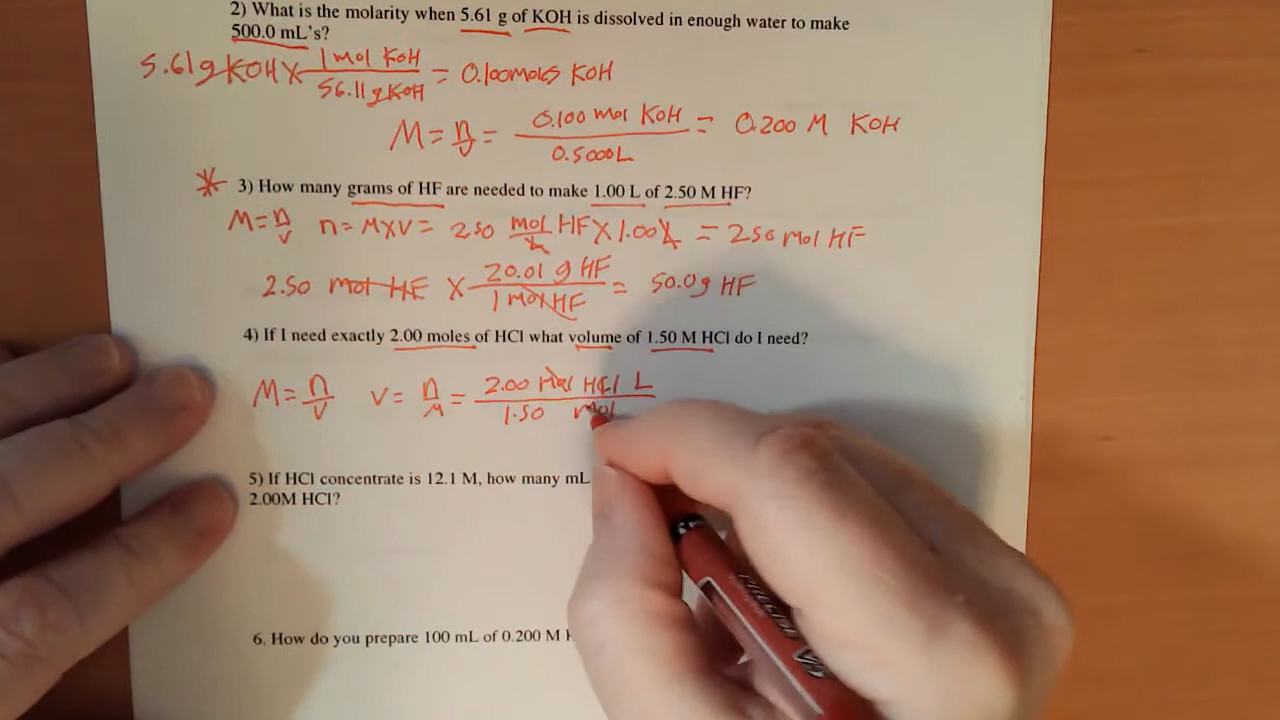 2) What is the molarity when 5.61 g of KOH is dissolved in enough water to make
500.0 mL's?
5.61g KOH X 1 mol KOH / 56.11 g KOH = 0.100moles KOH
M = n/v = 0.100 mol KOH / 0.5000L = 0.200 M KOH
* 3) How many grams of HF are needed to make 1.00 L of 2.50 M HF?
M = n/v n = M X V = 2.50 mol/L HF X 1.00 L = 2.50 mol HF
2.50 mol HF X 20.01 g HF / 1 mol HF = 50.0g HF
4) If I need exactly 2.00 moles of HCl what volume of 1.50 M HCl do I need?
M = n/v v = n/M = 2.00 mol HCl L / 1.50 mol
5) If HCl concentrate is 12.1 M, how many mL
2.00M HCl?
6. How do you prepare 100 mL of 0.200 M